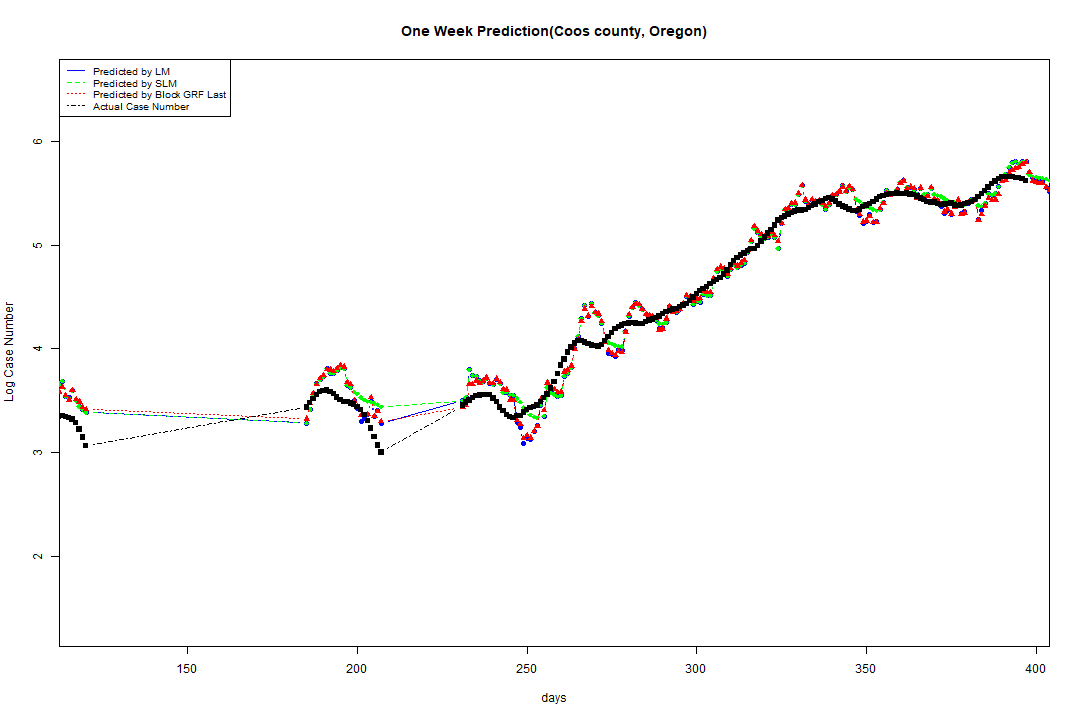 One Week Prediction(Coos county, Oregon)
Predicted by LM
Predicted by SLM
Predicted by Block GRF Last
Actual Case Number
6
5
4
3
2
Log Case Number
150 200 250 300 350 400
days